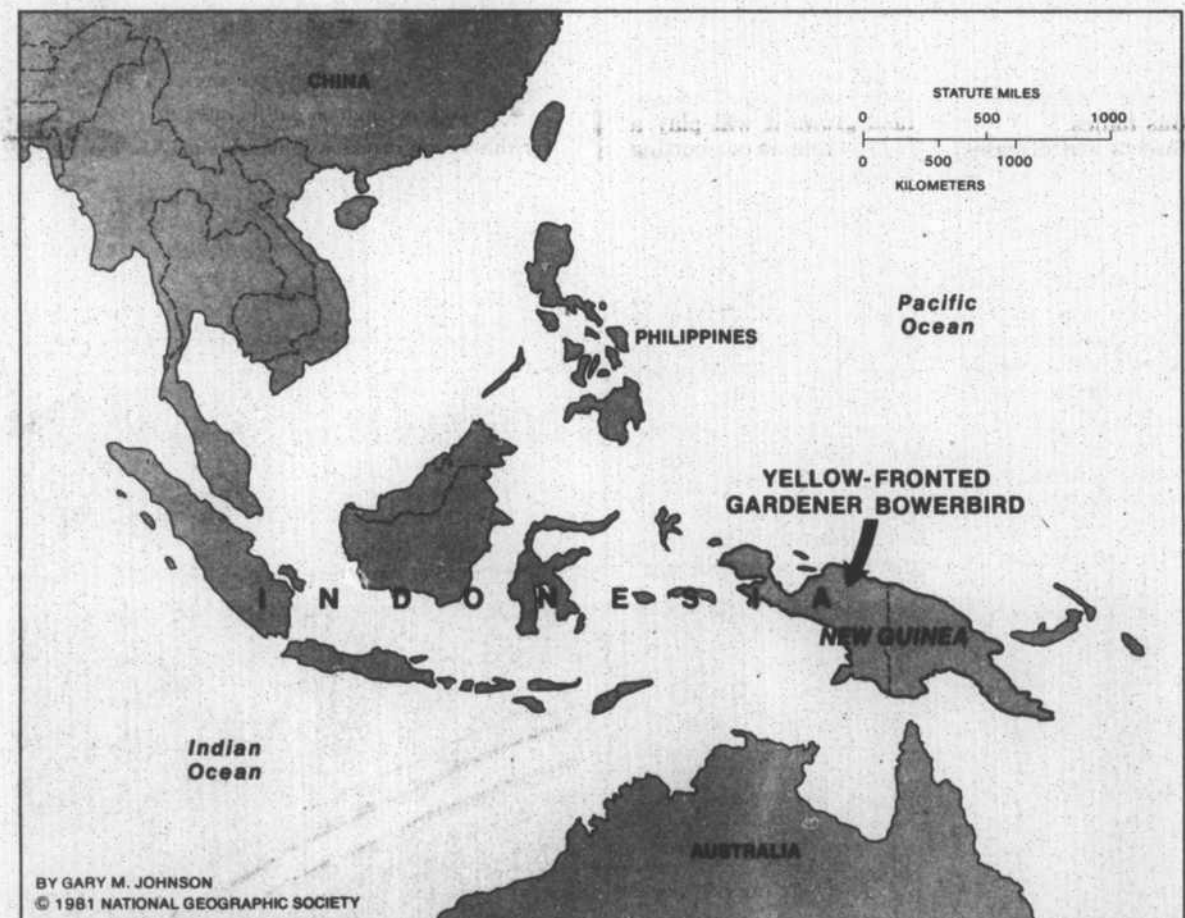 CHINA
STATUTE MILES
0 500 1000
0 500 1000
KILOMETERS
Pacific
Ocean
PHILIPPINES
YELLOW-FRONTED
GARDENER BOWERBIRD
I N D O N E S I A
NEW GUINEA
Indian
Ocean
AUSTRALIA
BY GARY M. JOHNSON
© 1981 NATIONAL GEOGRAPHIC SOCIETY